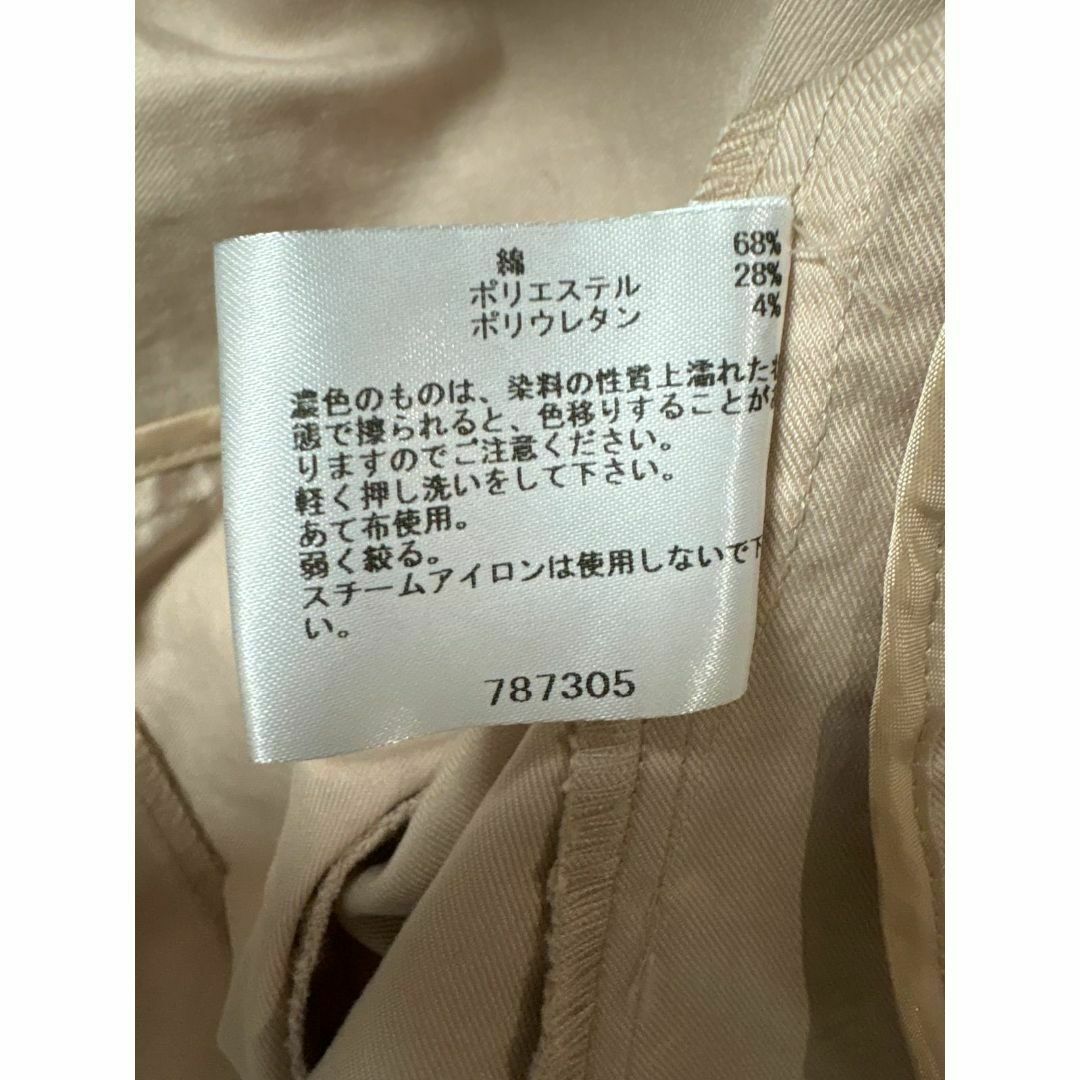 綿 68%
ポリエステル 28%
ポリウレタン 4%
濃色のものは、染料の性質上濡れた状
態で擦られると、色移りすることがあ
りますのでご注意ください。
軽く押し洗いをして下さい。
あて布使用。
弱く絞る。
スチームアイロンは使用しないで下
い。
787305